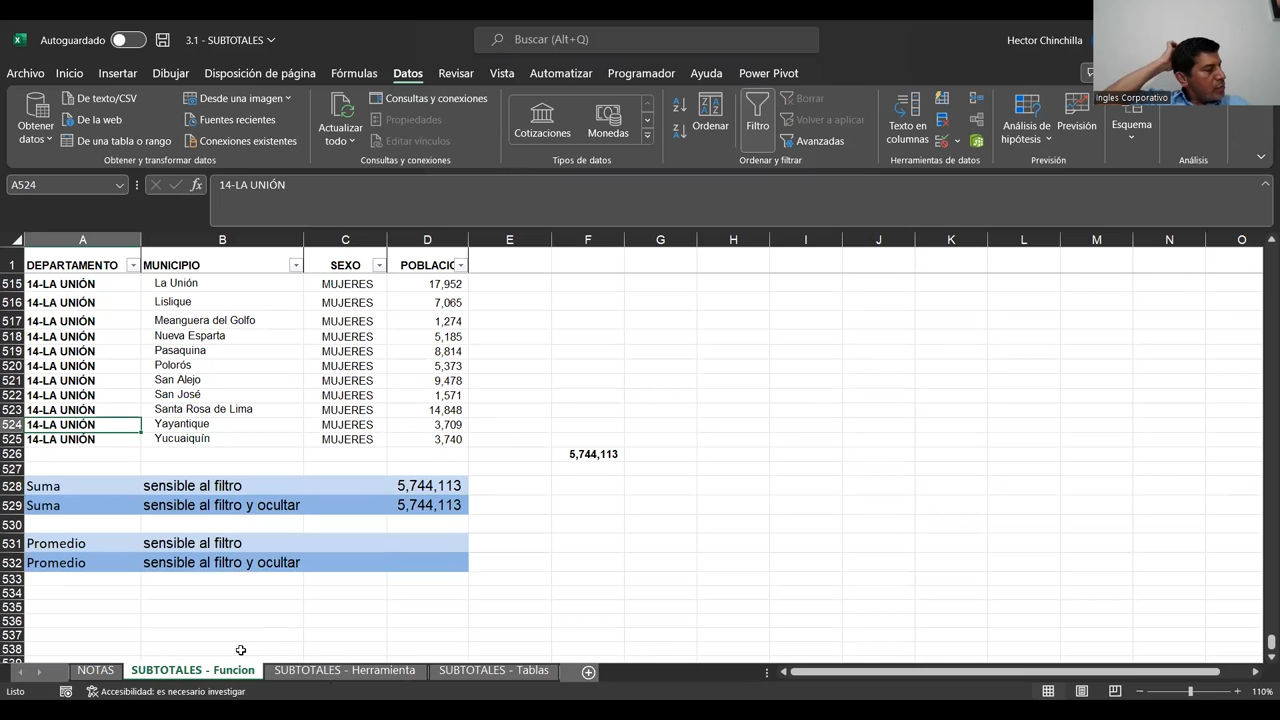 Autoguardado 3.1 - SUBTOTALES Buscar (Alt+Q) Hector Chinchilla
Ingles Corporativo
Archivo Inicio Insertar Dibujar Disposición de página Fórmulas Datos Revisar Vista Automatizar Programador Ayuda Power Pivot
Obtener datos
De texto/CSV
De la web
De una tabla o rango
Desde una imagen
Fuentes recientes
Conexiones existentes
Obtener y transformar datos
Actualizar todo
Consultas y conexiones
Propiedades
Editar vínculos
Consultas y conexiones
Cotizaciones
Monedas
Tipos de datos
Ordenar
Filtro
Borrar
Volver a aplicar
Avanzadas
Ordenar y filtrar
Texto en columnas
Herramientas de datos
Análisis de hipótesis
Previsión
Previsión
Esquema
Análisis
A524 fx 14-LA UNIÓN
A B C D E F G H I J K L M N O
1 DEPARTAMENTO MUNICIPIO SEXO POBLACIO
515 14-LA UNIÓN La Unión MUJERES 17,952
516 14-LA UNIÓN Lislique MUJERES 7,065
517 14-LA UNIÓN Meanguera del Golfo MUJERES 1,274
518 14-LA UNIÓN Nueva Esparta MUJERES 5,185
519 14-LA UNIÓN Pasaquina MUJERES 8,814
520 14-LA UNIÓN Polorós MUJERES 5,373
521 14-LA UNIÓN San Alejo MUJERES 9,478
522 14-LA UNIÓN San José MUJERES 1,571
523 14-LA UNIÓN Santa Rosa de Lima MUJERES 14,848
524 14-LA UNIÓN Yayantique MUJERES 3,709
525 14-LA UNIÓN Yucuaiquín MUJERES 3,740
526 5,744,113
527
528 Suma sensible al filtro 5,744,113
529 Suma sensible al filtro y ocultar 5,744,113
530
531 Promedio sensible al filtro
532 Promedio sensible al filtro y ocultar
533
534
535
536
537
538
NOTAS SUBTOTALES - Funcion SUBTOTALES - Herramienta SUBTOTALES - Tablas
Listo Accesibilidad: es necesario investigar 110%